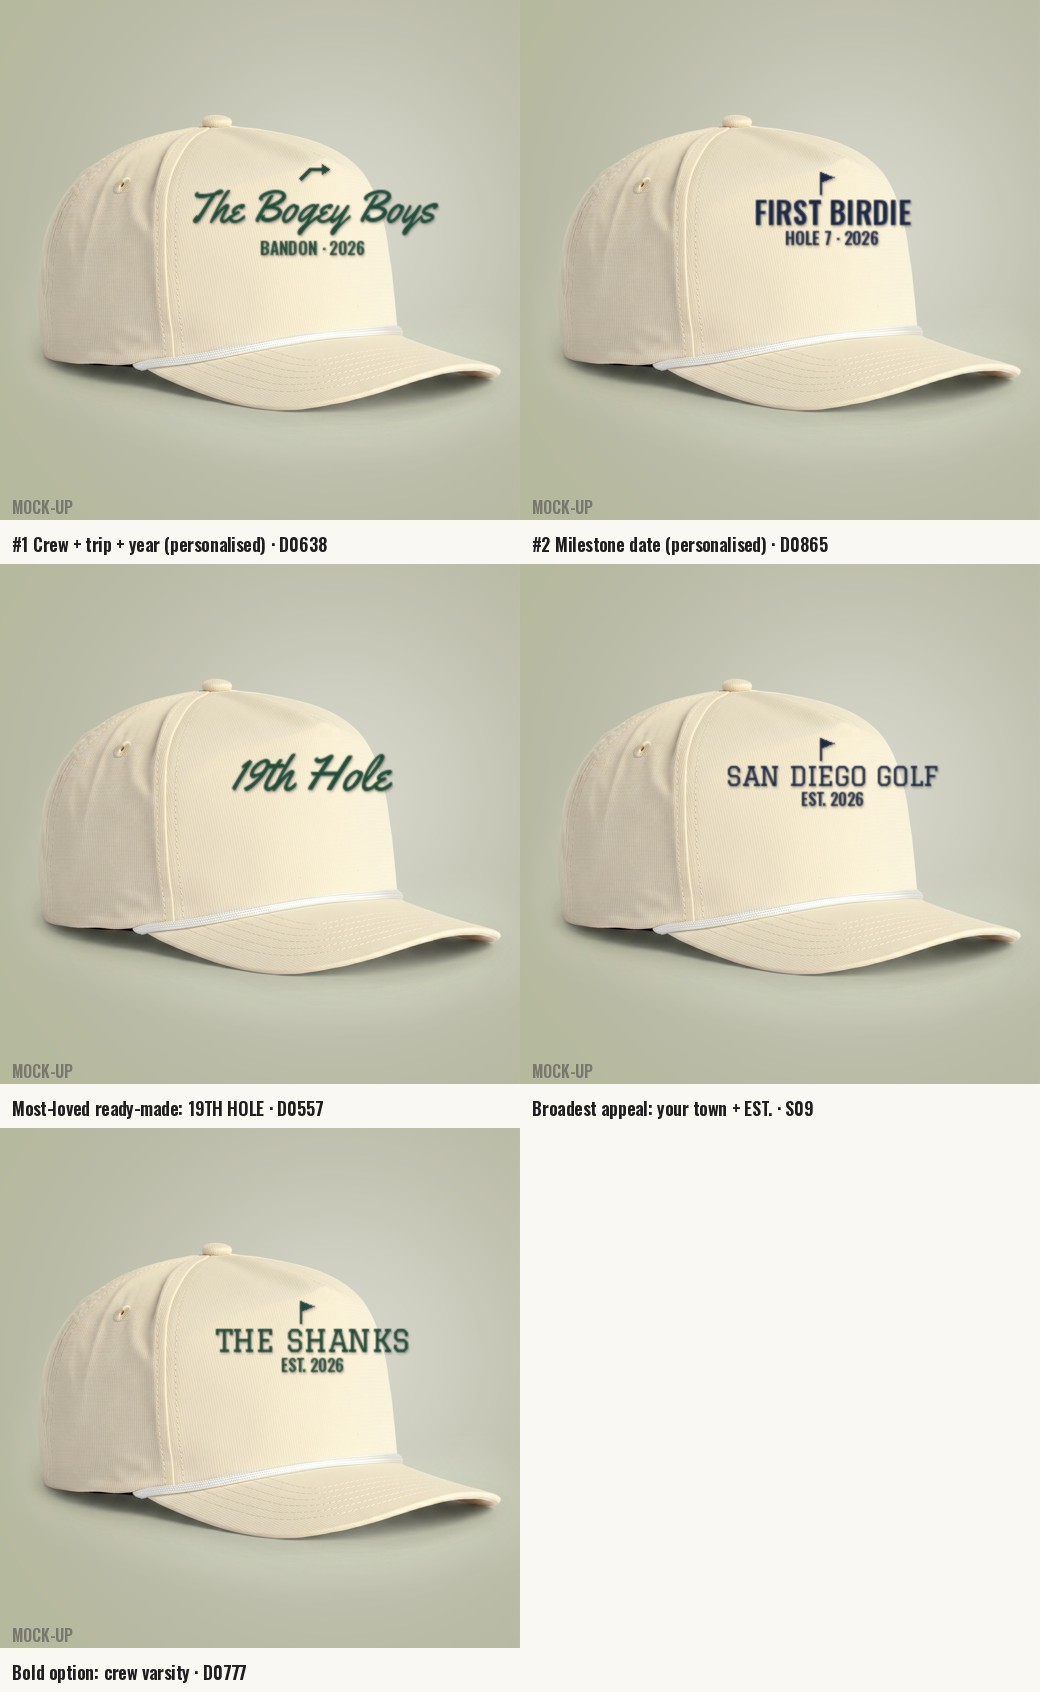 The Bogey Boys
BANDON · 2026
MOCK-UP
#1 Crew + trip + year (personalised) · D0638
FIRST BIRDIE
HOLE 7 · 2026
MOCK-UP
#2 Milestone date (personalised) · D0865
19th Hole
MOCK-UP
Most-loved ready-made: 19TH HOLE · D0557
SAN DIEGO GOLF
EST. 2026
MOCK-UP
Broadest appeal: your town + EST. · S09
THE SHANKS
EST. 2026
MOCK-UP
Bold option: crew varsity · D0777